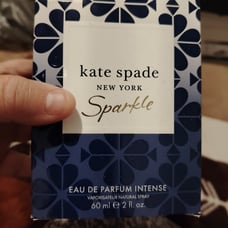 kate spade
NEW YORK
Sparkle
EAU DE PARFUM INTENSE
VAPORISATEUR NATURAL SPRAY
60 ml ℮ 2 fl. oz.